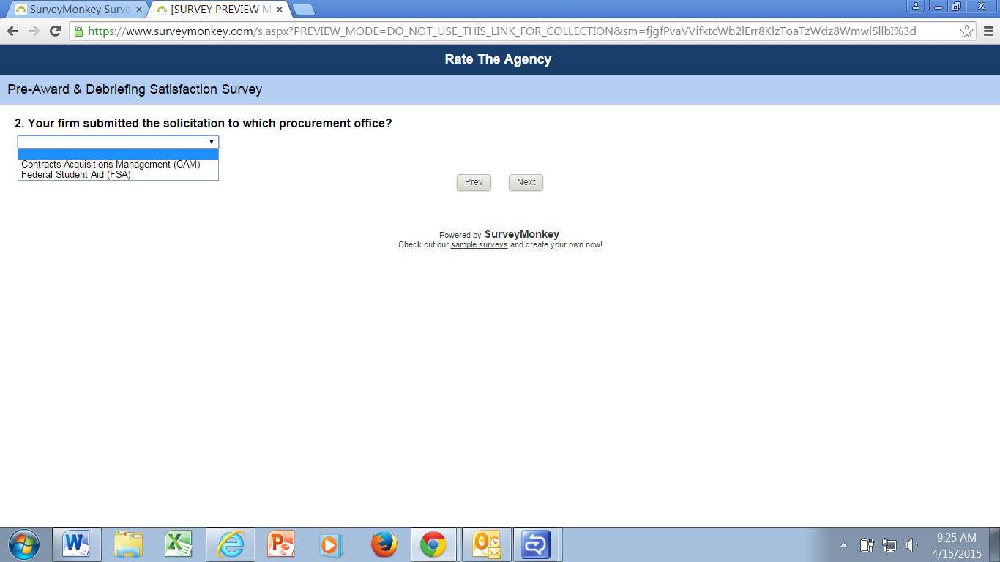 SurveyMonkey Surve
[SURVEY PREVIEW M
https://www.surveymonkey.com/s.aspx?PREVIEW_MODE=DO_NOT_USE_THIS_LINK_FOR_COLLECTION&sm=fjgfPvaVVifktcWb2lErr8KlzToaTzWdz8WmwlSllbI%3d
Rate The Agency
Pre-Award & Debriefing Satisfaction Survey
2. Your firm submitted the solicitation to which procurement office?
Contracts Acquisitions Management (CAM)
Federal Student Aid (FSA)
Prev Next
Powered by SurveyMonkey
Check out our sample surveys and create your own now!
9:25 AM
4/15/2015